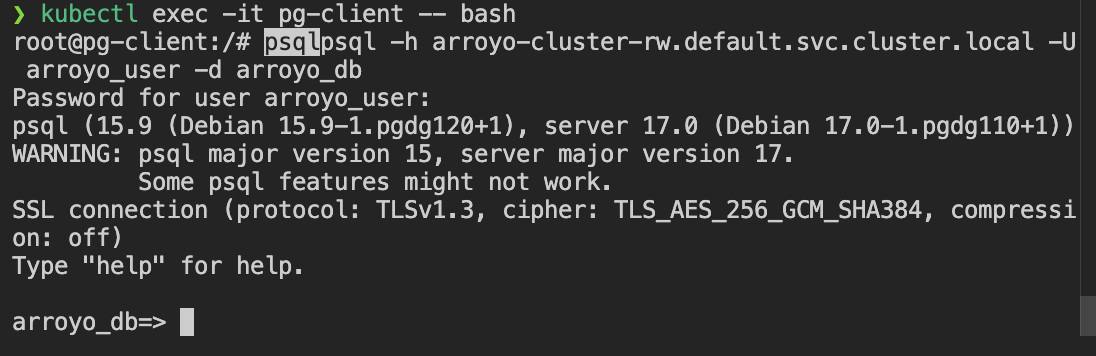 ❯ kubectl exec -it pg-client -- bash
root@pg-client:/# psqlpsql -h arroyo-cluster-rw.default.svc.cluster.local -U
 arroyo_user -d arroyo_db
Password for user arroyo_user:
psql (15.9 (Debian 15.9-1.pgdg120+1), server 17.0 (Debian 17.0-1.pgdg110+1))
WARNING: psql major version 15, server major version 17.
         Some psql features might not work.
SSL connection (protocol: TLSv1.3, cipher: TLS_AES_256_GCM_SHA384, compressi
on: off)
Type "help" for help.

arroyo_db=>